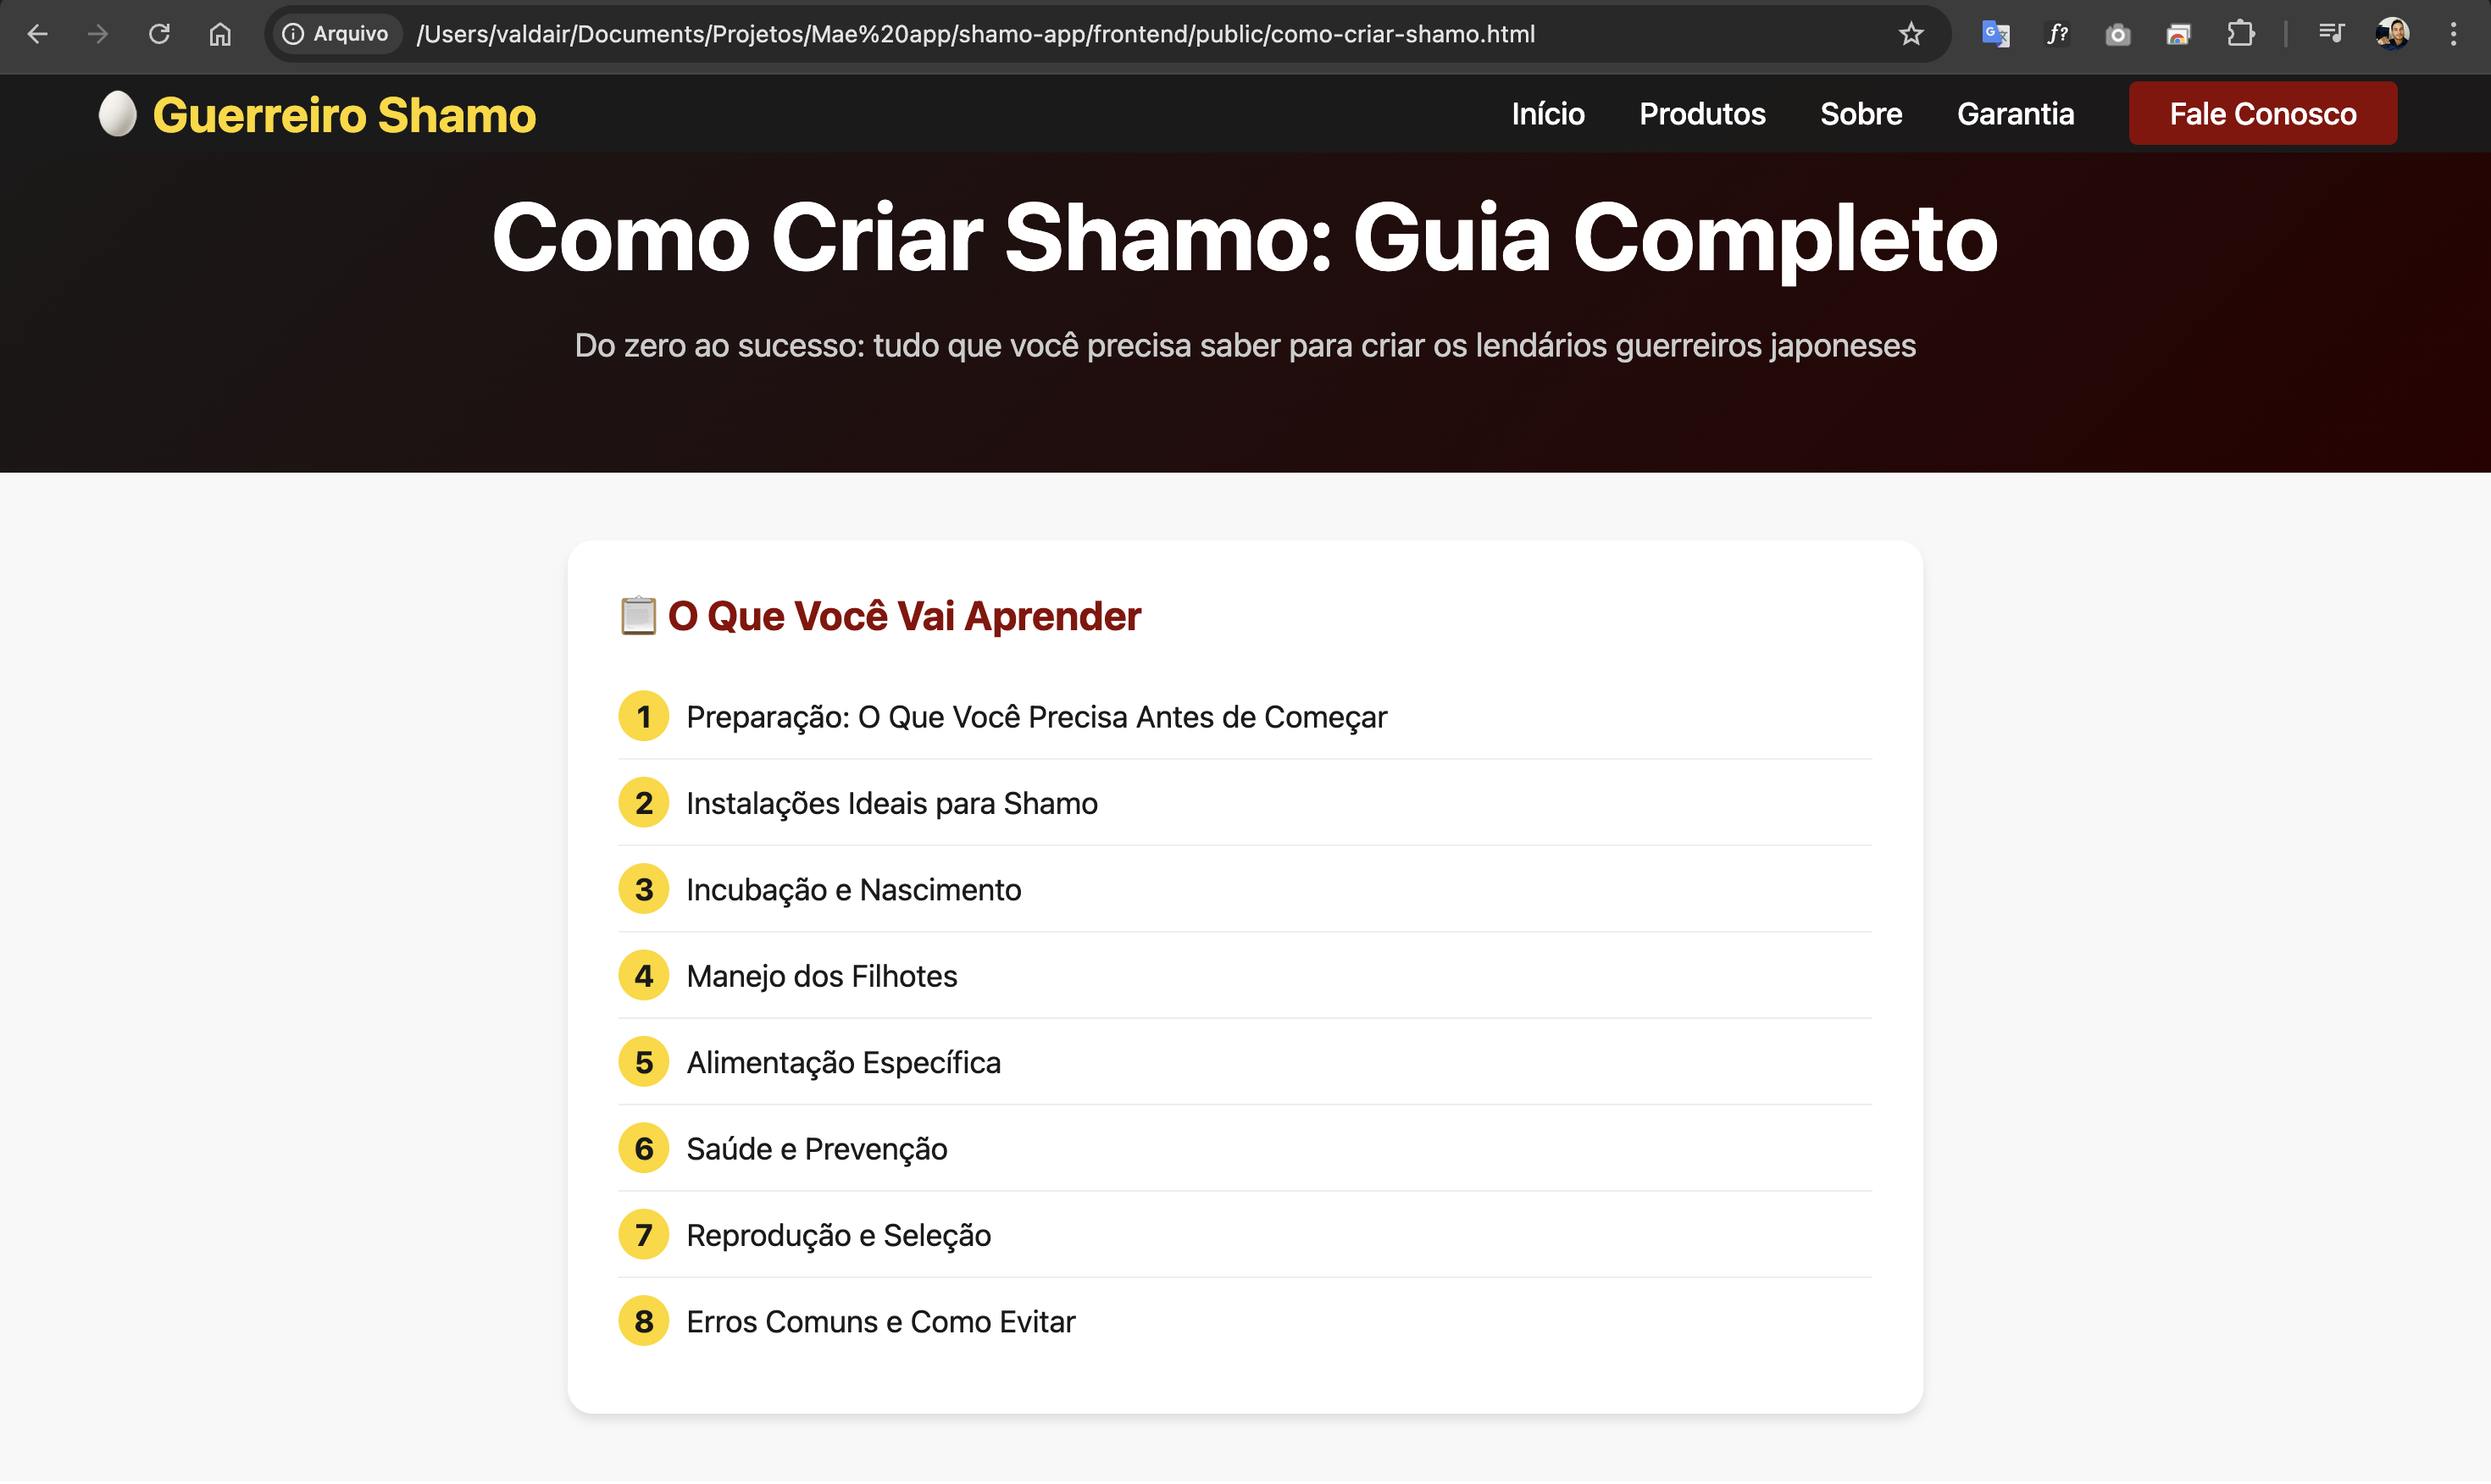 Arquivo
/Users/valdair/Documents/Projetos/Mae%20app/shamo-app/frontend/public/como-criar-shamo.html
Guerreiro Shamo
Início
Produtos
Sobre
Garantia
Fale Conosco
Como Criar Shamo: Guia Completo
Do zero ao sucesso: tudo que você precisa saber para criar os lendários guerreiros japoneses
O Que Você Vai Aprender
1 Preparação: O Que Você Precisa Antes de Começar
2 Instalações Ideais para Shamo
3 Incubação e Nascimento
4 Manejo dos Filhotes
5 Alimentação Específica
6 Saúde e Prevenção
7 Reprodução e Seleção
8 Erros Comuns e Como Evitar